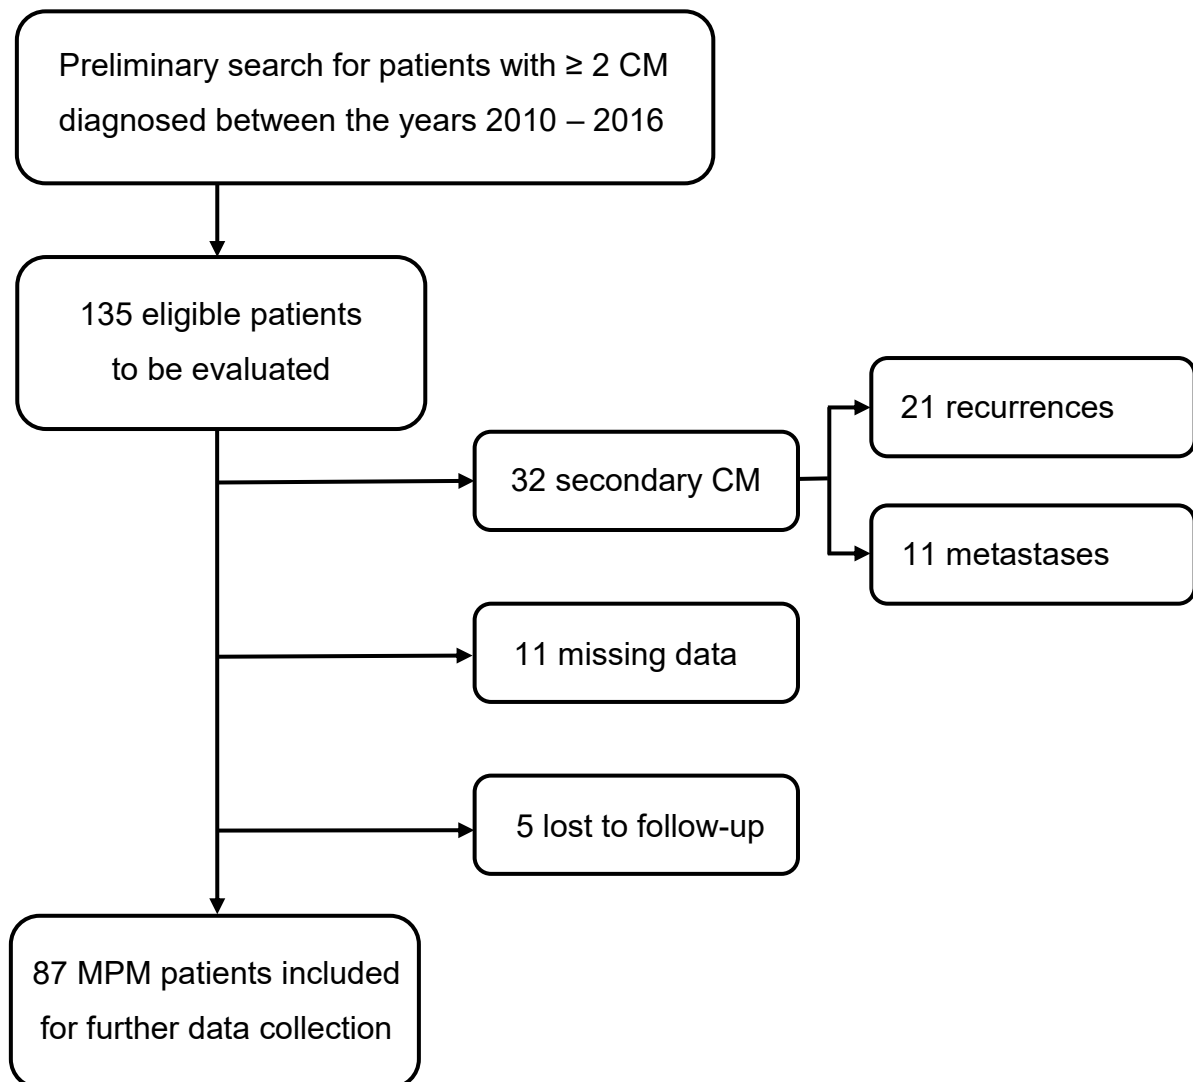 Preliminary search for patients with ≥ 2 CM
diagnosed between the years 2010 – 2016
135 eligible patients
to be evaluated
32 secondary CM
21 recurrences
11 metastases
11 missing data
5 lost to follow-up
87 MPM patients included
for further data collection